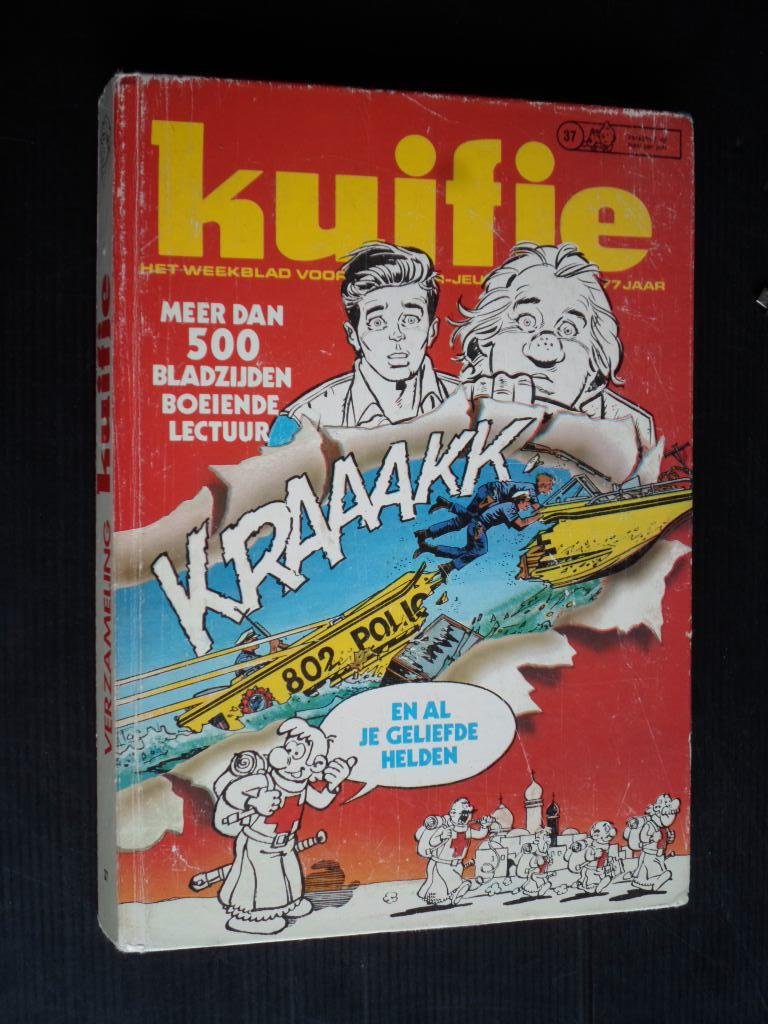 37
kuifje
HET WEEKBLAD VOOR
77 JAAR
MEER DAN
500
BLADZIJDEN
BOEIENDE
LECTUUR
KRAAAKK
802 POLIC
EN AL
JE GELIEFDE
HELDEN
VERZAMELING kuifje